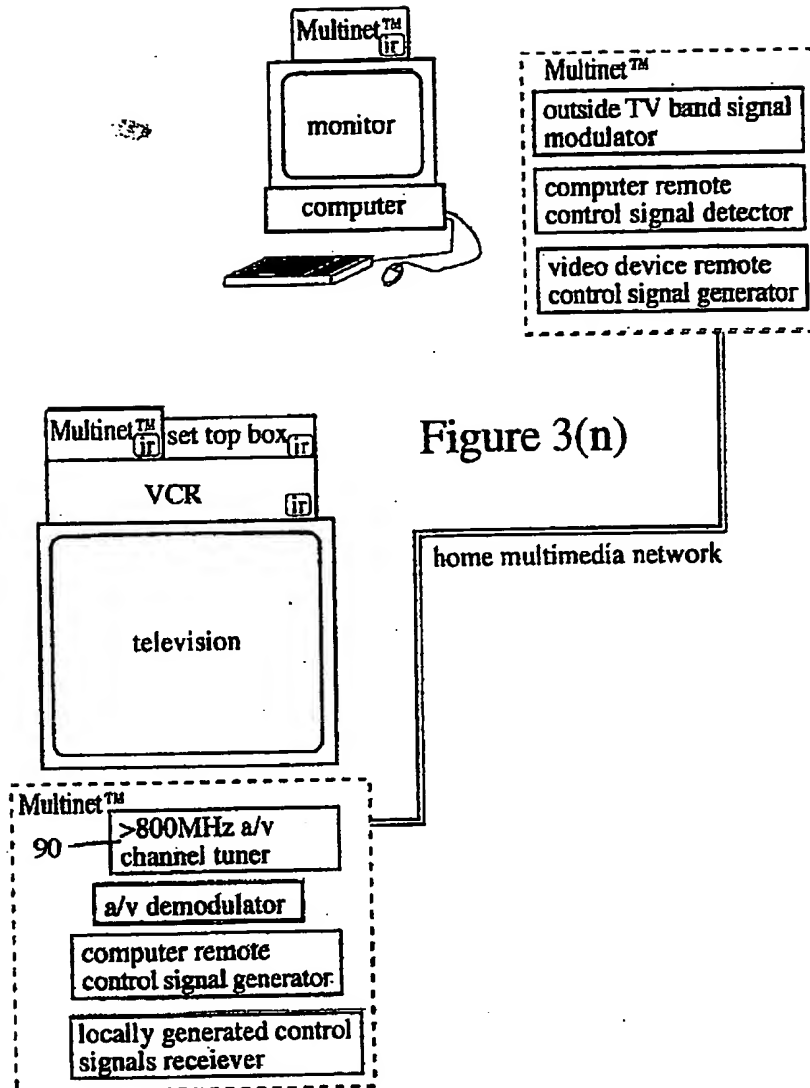 Multinet™
ir
monitor
computer
Multinet™
outside TV band signal
modulator
computer remote
control signal detector
video device remote
control signal generator
Multinet™
ir
set top box
ir
VCR
ir
television
Figure 3(n)
home multimedia network
Multinet™
90
>800MHz a/v
channel tuner
a/v demodulator
computer remote
control signal generator
locally generated control
signals receiever